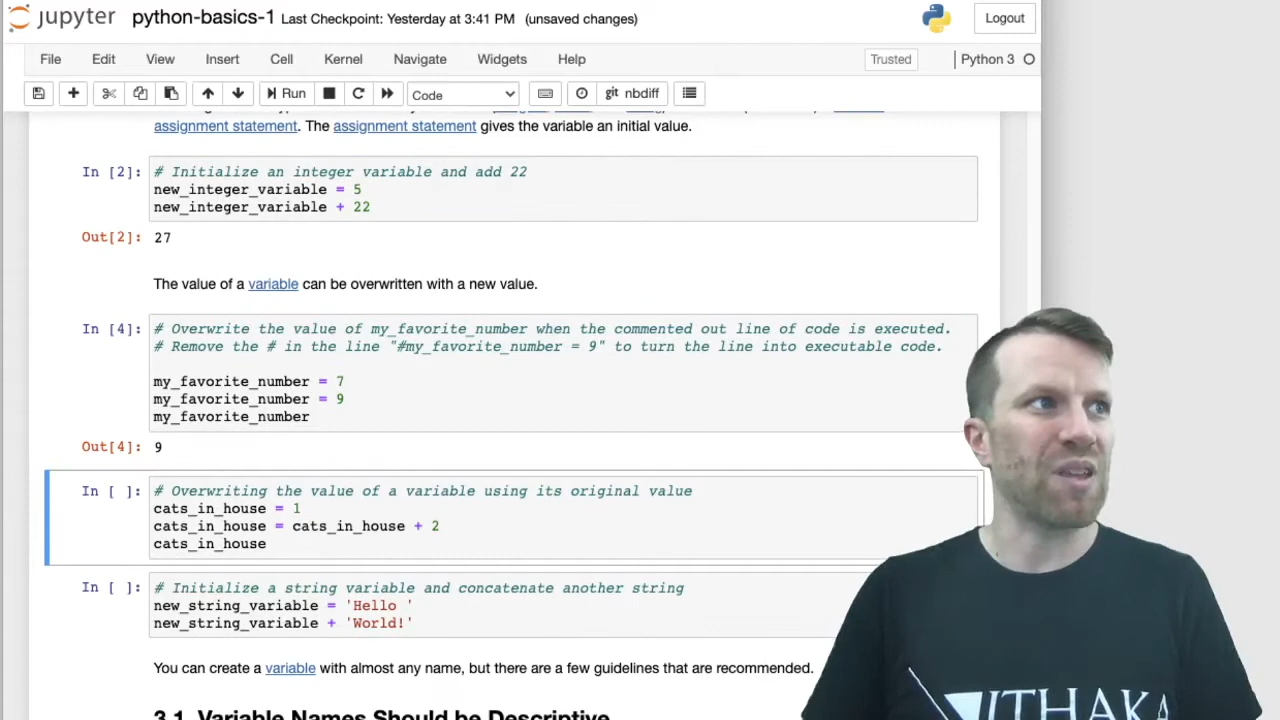 jupyter python-basics-1 Last Checkpoint: Yesterday at 3:41 PM (unsaved changes) Logout
File Edit View Insert Cell Kernel Navigate Widgets Help Trusted Python 3
Run Code git nbdiff
assignment statement. The assignment statement gives the variable an initial value.
In [2]: # Initialize an integer variable and add 22
new_integer_variable = 5
new_integer_variable + 22
Out[2]: 27
The value of a variable can be overwritten with a new value.
In [4]: # Overwrite the value of my_favorite_number when the commented out line of code is executed.
# Remove the # in the line "#my_favorite_number = 9" to turn the line into executable code.
my_favorite_number = 7
my_favorite_number = 9
my_favorite_number
Out[4]: 9
In [ ]: # Overwriting the value of a variable using its original value
cats_in_house = 1
cats_in_house = cats_in_house + 2
cats_in_house
In [ ]: # Initialize a string variable and concatenate another string
new_string_variable = 'Hello '
new_string_variable + 'World!'
You can create a variable with almost any name, but there are a few guidelines that are recommended.
3.1 Variable Names Should be Descriptive
ITHAKA